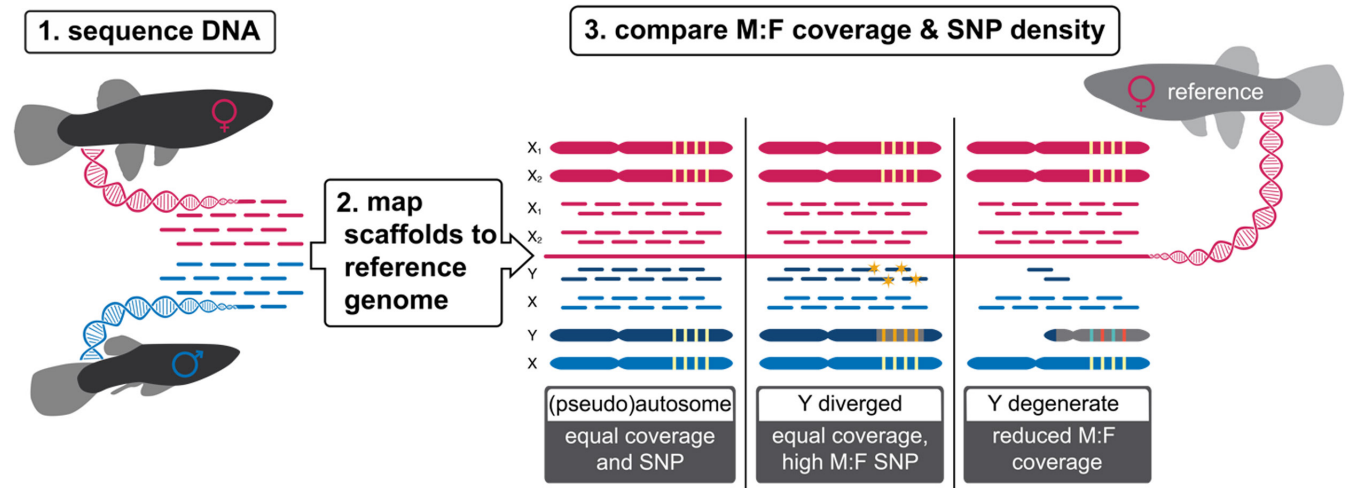 1. sequence DNA
3. compare M:F coverage & SNP density
♀
♀ reference
2. map
scaffolds to
reference
genome
♂
X₁
X₂
X₁
X₂
Y
X
Y
X
(pseudo)autosome
equal coverage
and SNP
Y diverged
equal coverage,
high M:F SNP
Y degenerate
reduced M:F
coverage